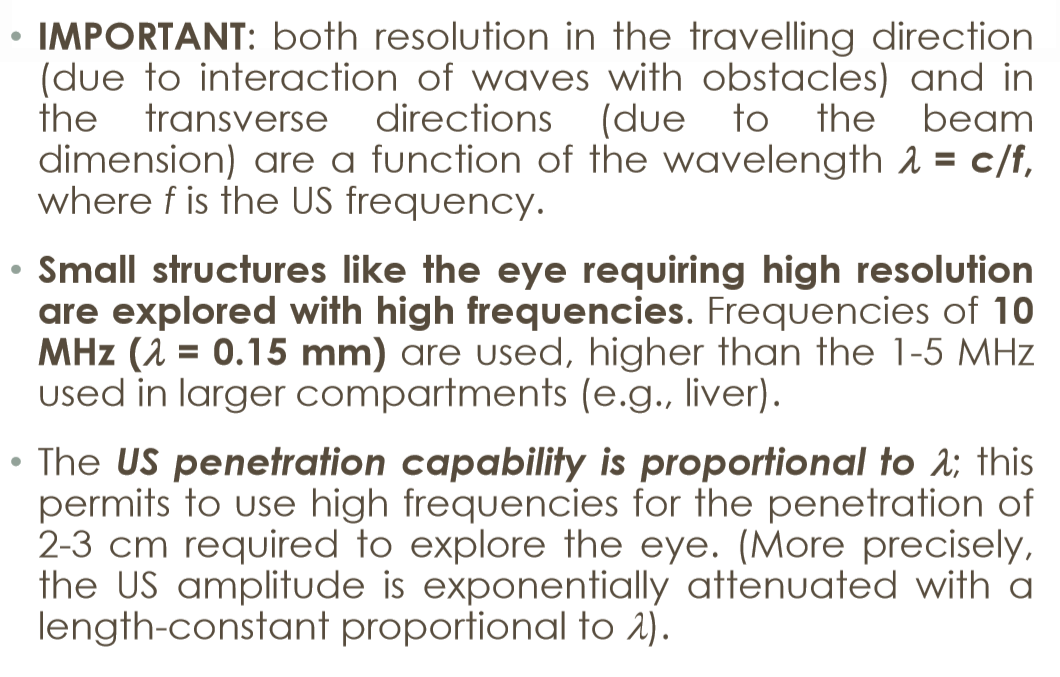 • IMPORTANT: both resolution in the travelling direction
(due to interaction of waves with obstacles) and in
the transverse directions (due to the beam
dimension) are a function of the wavelength λ = c/f,
where f is the US frequency.
• Small structures like the eye requiring high resolution
are explored with high frequencies. Frequencies of 10
MHz (λ = 0.15 mm) are used, higher than the 1-5 MHz
used in larger compartments (e.g., liver).
• The US penetration capability is proportional to λ; this
permits to use high frequencies for the penetration of
2-3 cm required to explore the eye. (More precisely,
the US amplitude is exponentially attenuated with a
length-constant proportional to λ).